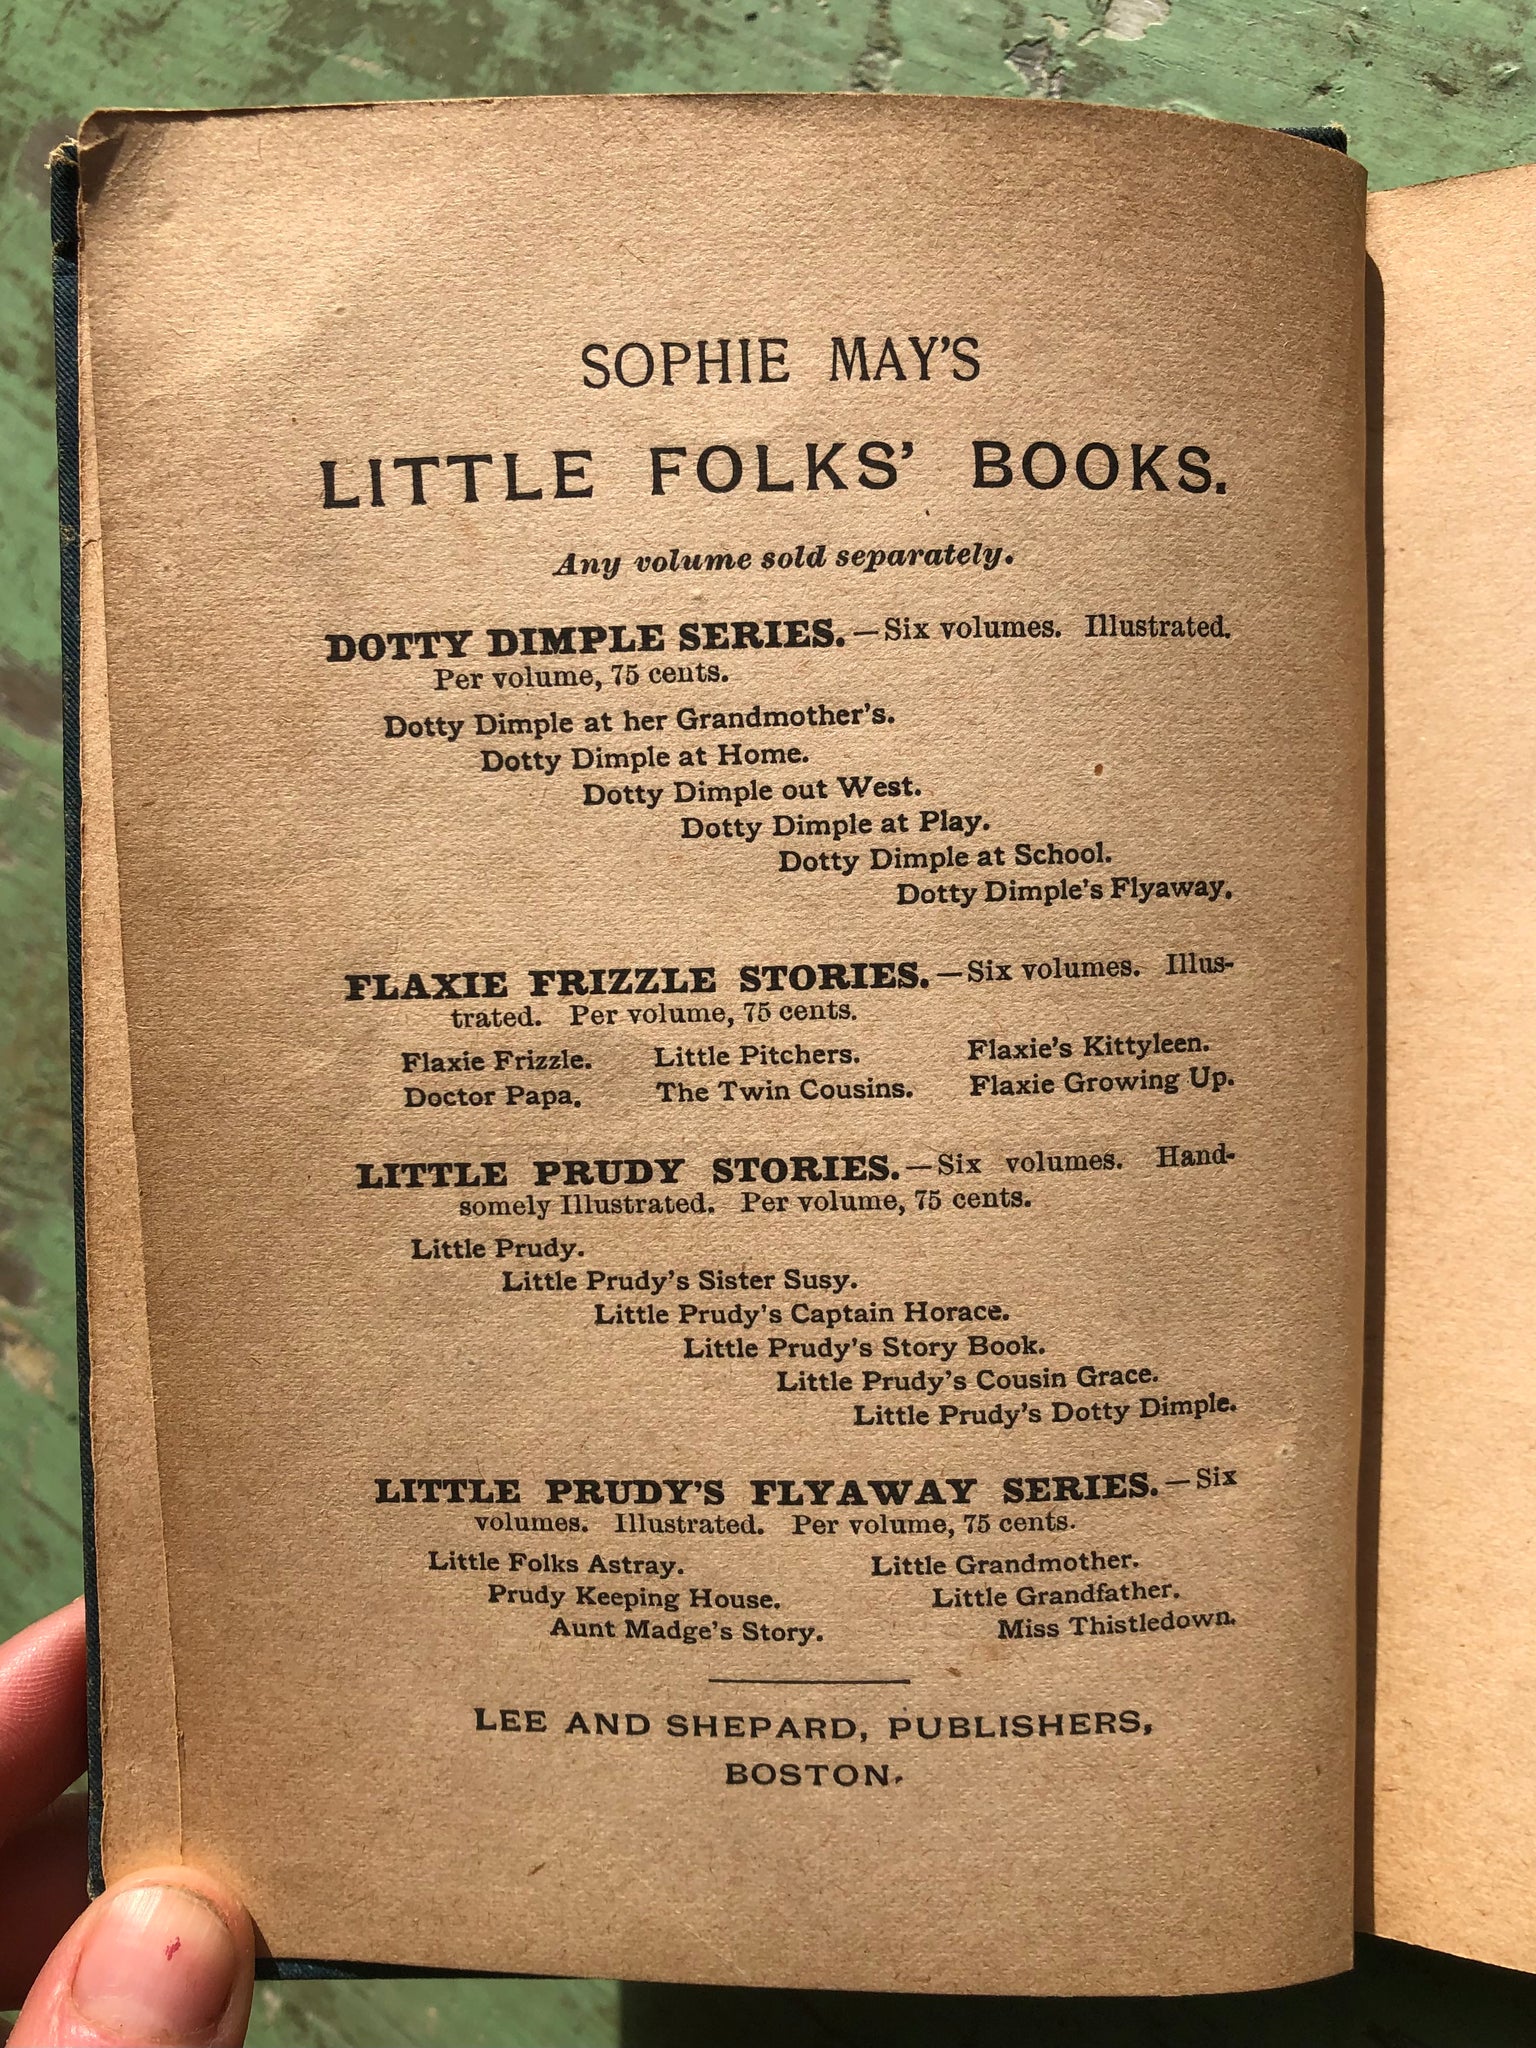 SOPHIE MAY'S
LITTLE FOLKS' BOOKS.
Any volume sold separately.
DOTTY DIMPLE SERIES.—Six volumes. Illustrated.
Per volume, 75 cents.
Dotty Dimple at her Grandmother's.
Dotty Dimple at Home.
Dotty Dimple out West.
Dotty Dimple at Play.
Dotty Dimple at School.
Dotty Dimple's Flyaway.
FLAXIE FRIZZLE STORIES.—Six volumes. Illus-
trated. Per volume, 75 cents.
Flaxie Frizzle. Little Pitchers. Flaxie's Kittyleen.
Doctor Papa. The Twin Cousins. Flaxie Growing Up.
LITTLE PRUDY STORIES.—Six volumes. Hand-
somely Illustrated. Per volume, 75 cents.
Little Prudy.
Little Prudy's Sister Susy.
Little Prudy's Captain Horace.
Little Prudy's Story Book.
Little Prudy's Cousin Grace.
Little Prudy's Dotty Dimple.
LITTLE PRUDY'S FLYAWAY SERIES.—Six
volumes. Illustrated. Per volume, 75 cents.
Little Folks Astray. Little Grandmother.
Prudy Keeping House. Little Grandfather.
Aunt Madge's Story. Miss Thistledown.
LEE AND SHEPARD, PUBLISHERS,
BOSTON.